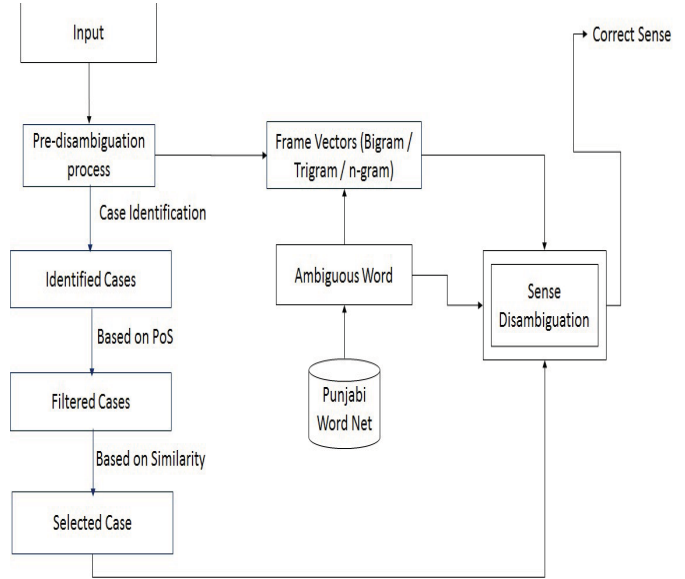 Input
Correct Sense
Pre-disambiguation
process
Frame Vectors (Bigram /
Trigram / n-gram)
Case Identification
Identified Cases
Ambiguous Word
Sense
Disambiguation
Based on PoS
Filtered Cases
Punjabi
Word Net
Based on Similarity
Selected Case